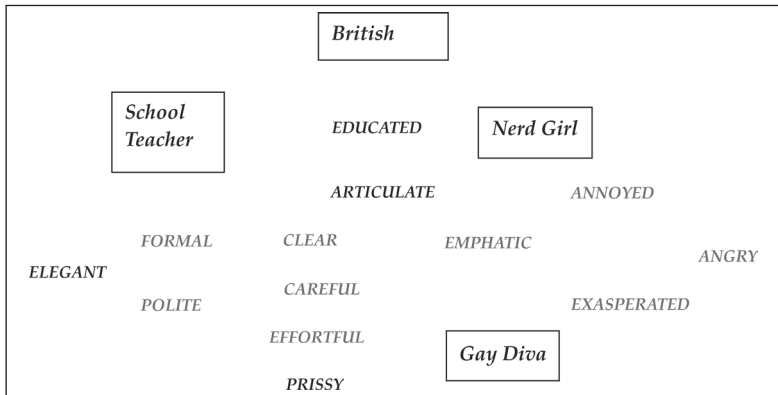 British
School
Teacher
EDUCATED
Nerd Girl
ARTICULATE
ANNOYED
FORMAL
CLEAR
EMPHATIC
ANGRY
ELEGANT
CAREFUL
POLITE
EXASPERATED
EFFORTFUL
Gay Diva
PRISSY